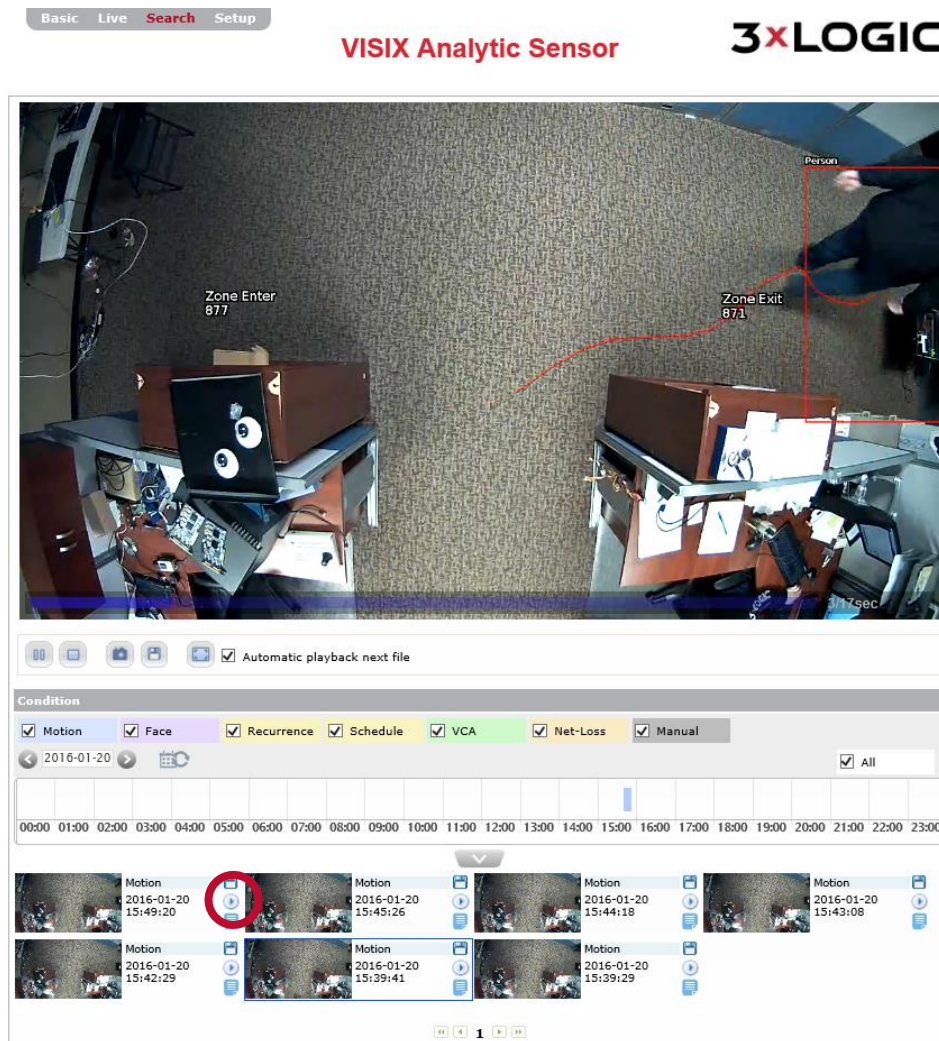 Basic Live Search Setup
VISIX Analytic Sensor
3xLOGIC
Person
Zone Enter
877
Zone Exit
871
3/17sec
Automatic playback next file
Condition
Motion Face Recurrence Schedule VCA Net-Loss Manual
2016-01-20
All
00:00 01:00 02:00 03:00 04:00 05:00 06:00 07:00 08:00 09:00 10:00 11:00 12:00 13:00 14:00 15:00 16:00 17:00 18:00 19:00 20:00 21:00 22:00 23:00
Motion
2016-01-20
15:49:20
Motion
2016-01-20
15:45:26
Motion
2016-01-20
15:44:18
Motion
2016-01-20
15:43:08
Motion
2016-01-20
15:42:29
Motion
2016-01-20
15:39:41
Motion
2016-01-20
15:39:29
1